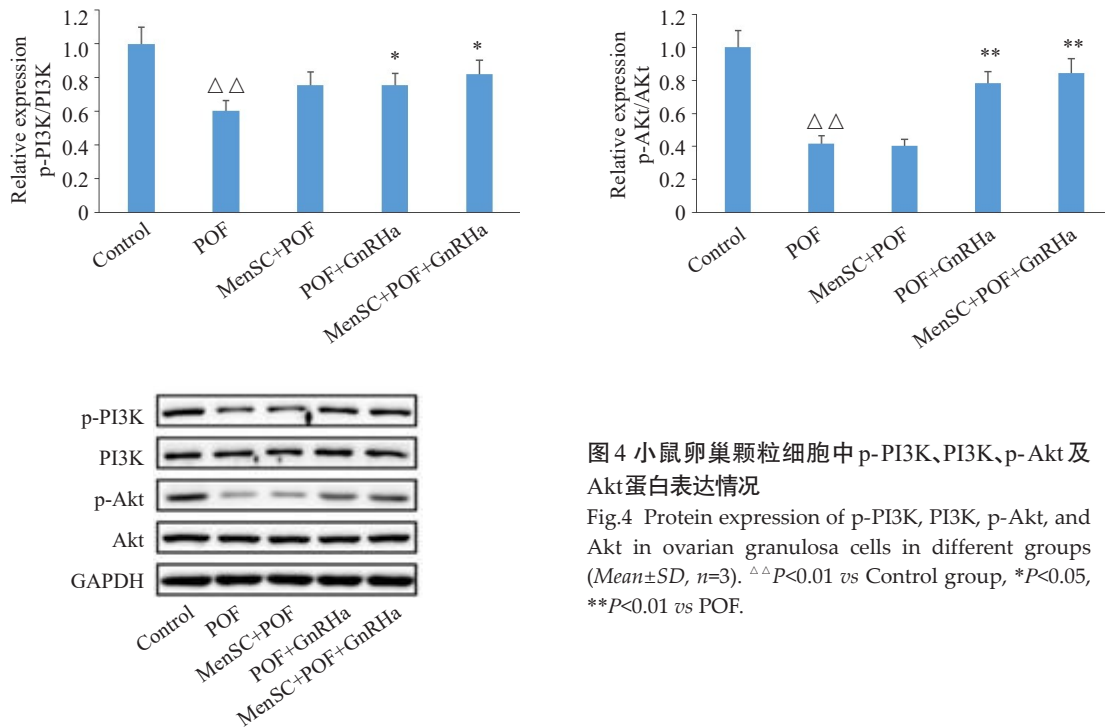 Relative expression
p-PI3K/PI3K
1.2
1.0
0.8
0.6
0.4
0.2
0
△△
*
*
Control
POF
MenSC+POF
POF+GnRHa
MenSC+POF+GnRHa
Relative expression
p-AKt/AKt
1.2
1.0
0.8
0.6
0.4
0.2
0
△△
**
**
Control
POF
MenSC+POF
POF+GnRHa
MenSC+POF+GnRHa
p-PI3K
PI3K
p-Akt
Akt
GAPDH
Control
POF
MenSC+POF
POF+GnRHa
MenSC+POF+GnRHa
图4 小鼠卵巢颗粒细胞中p-PI3K、PI3K、p-Akt及
Akt蛋白表达情况
Fig.4 Protein expression of p-PI3K, PI3K, p-Akt, and
Akt in ovarian granulosa cells in different groups
(Mean±SD, n=3). △△P<0.01 vs Control group, *P<0.05,
**P<0.01 vs POF.